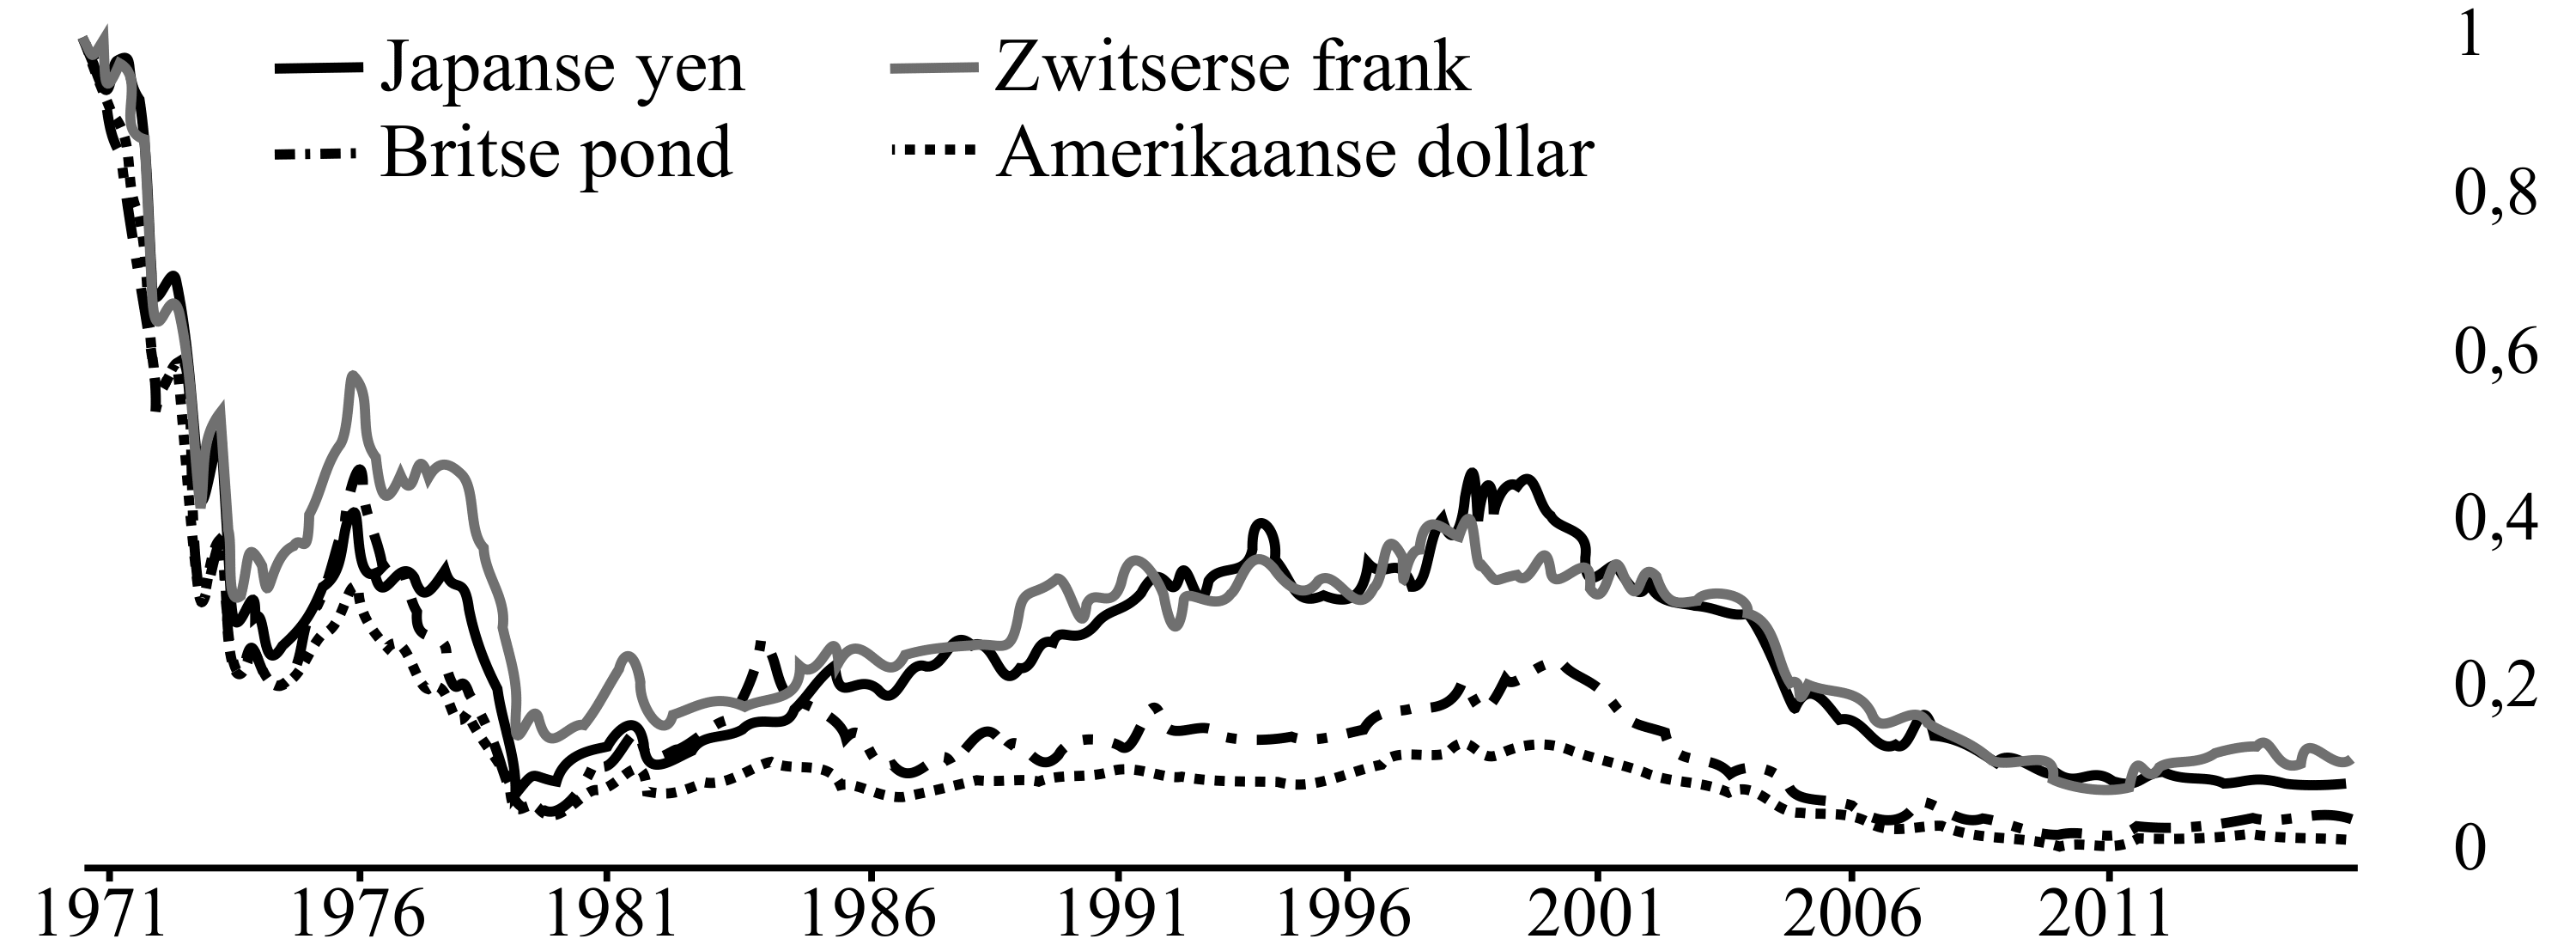 Japanse yen
Zwitserse frank
Britse pond
Amerikaanse dollar
1
0,8
0,6
0,4
0,2
0
1971 1976 1981 1986 1991 1996 2001 2006 2011